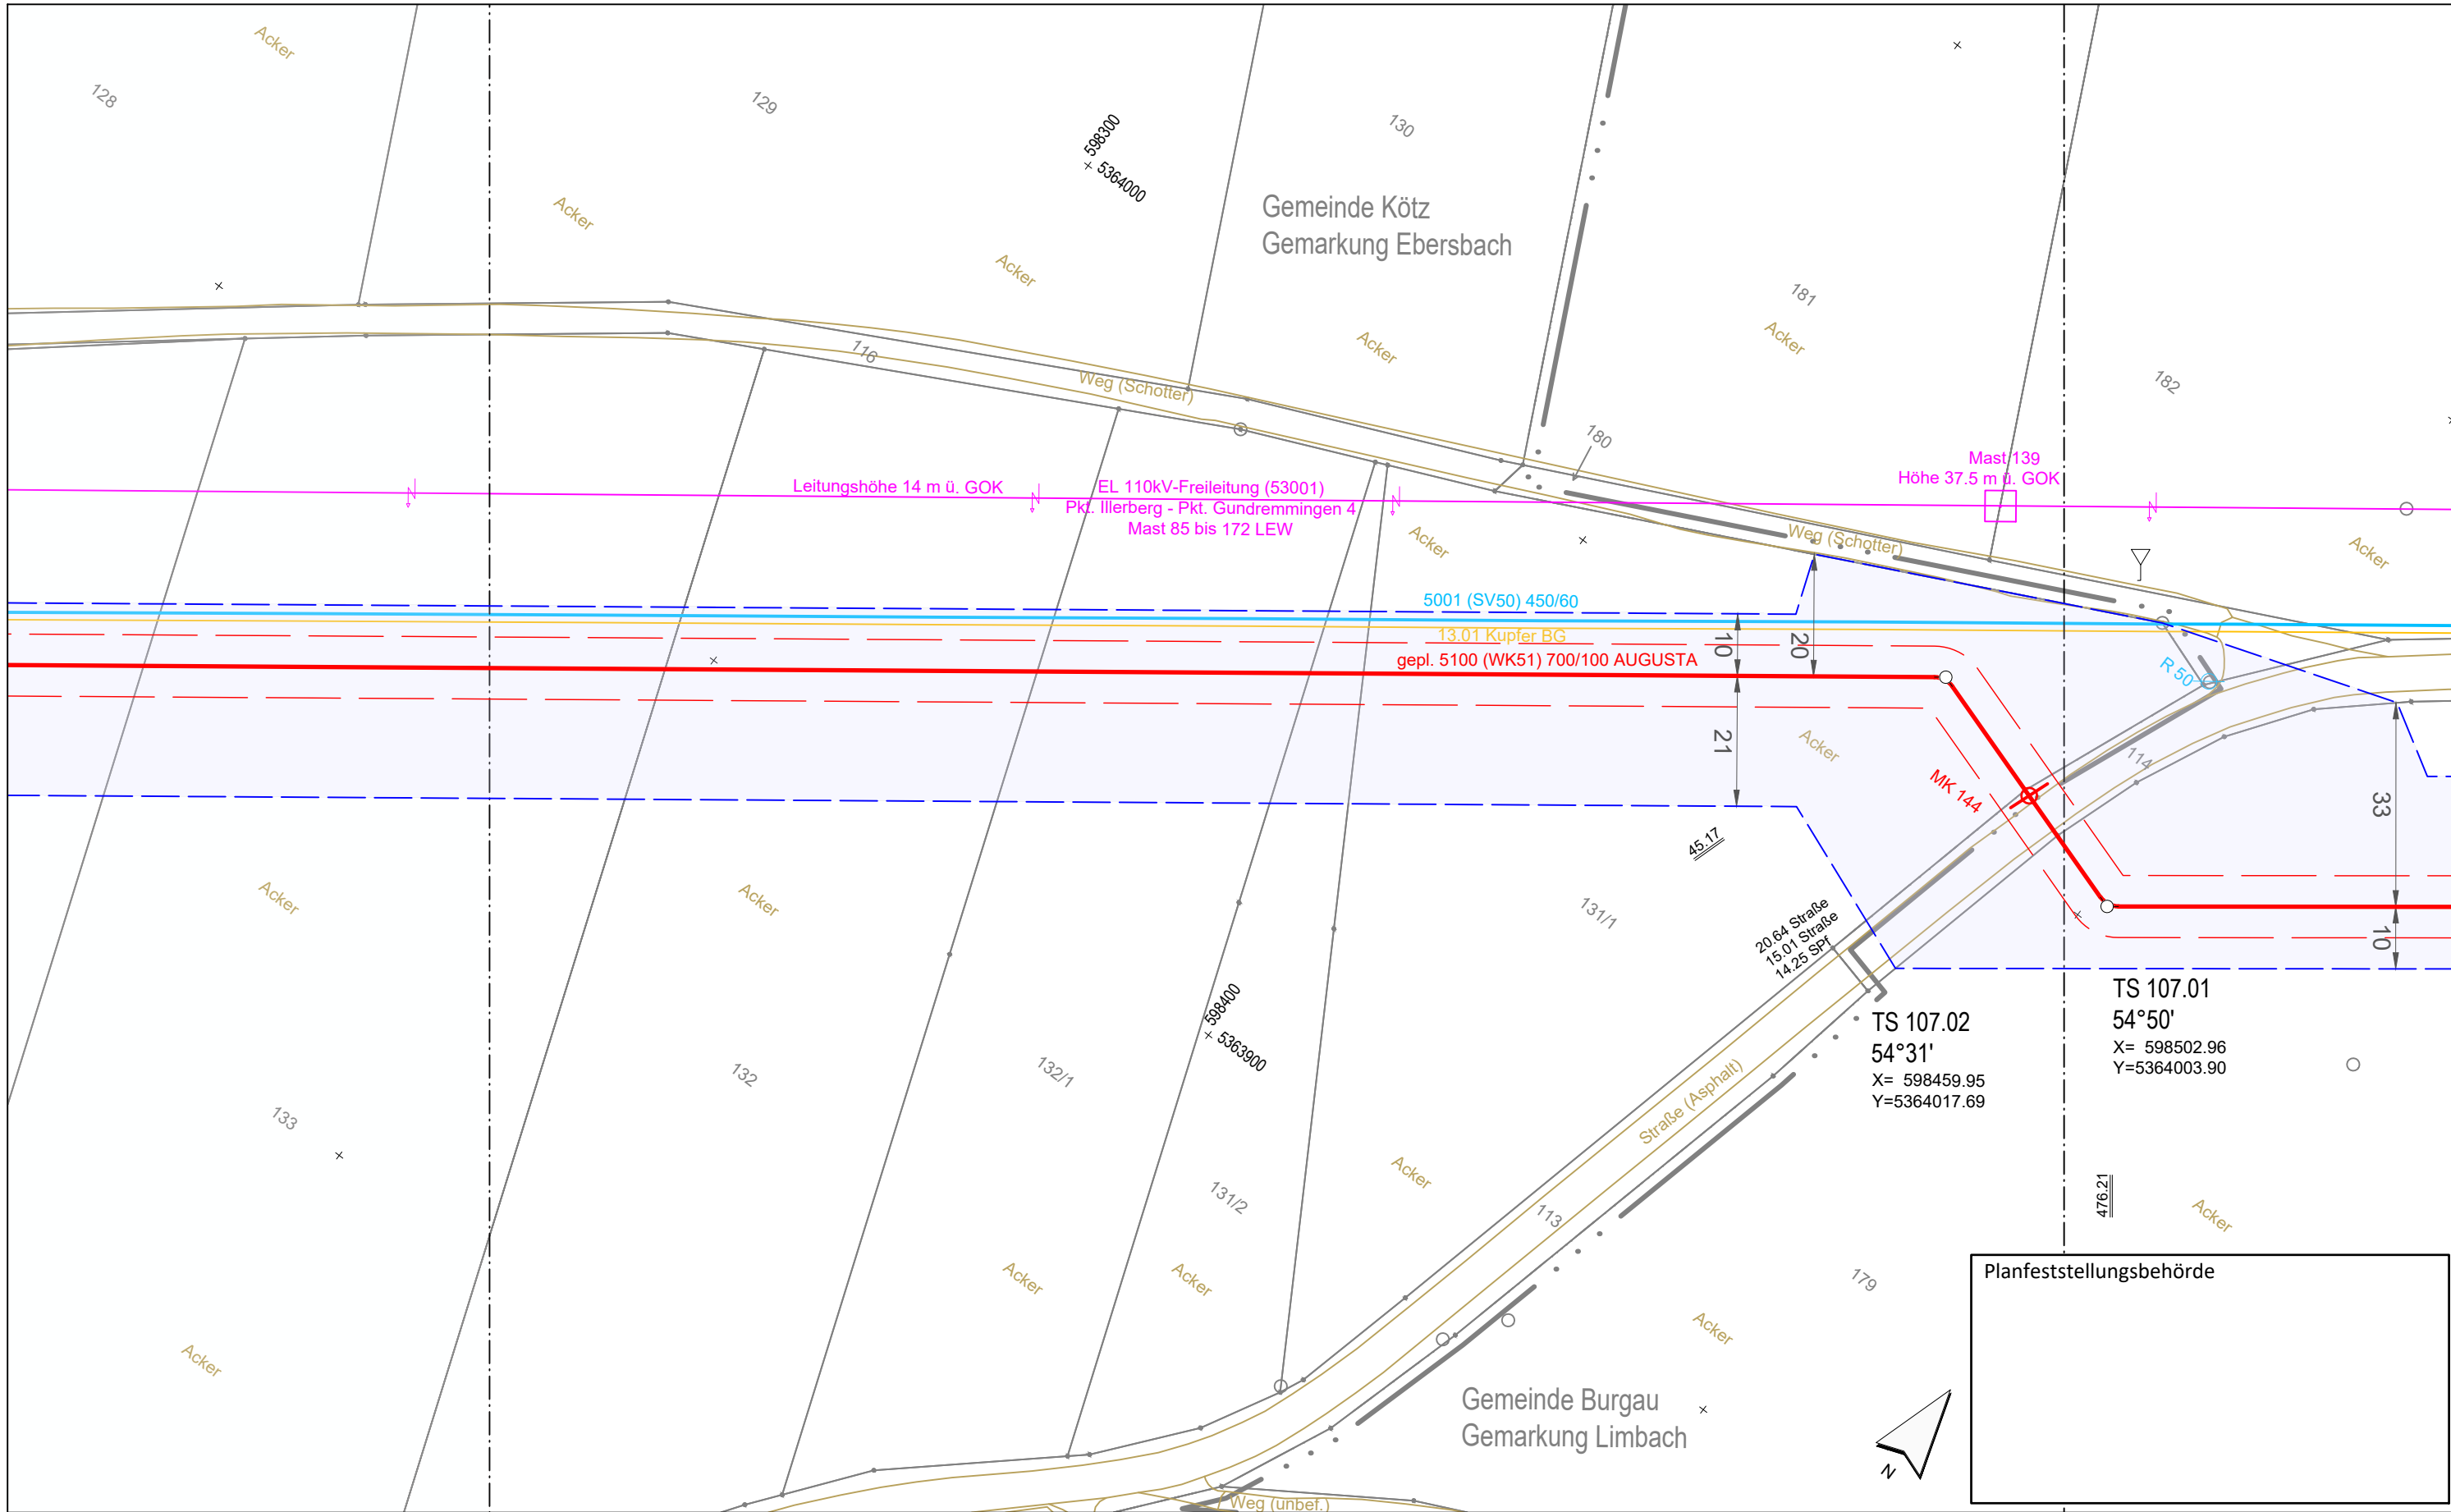 Acker
128
129
598300
5364000
130
Acker
Gemeinde Kötz
Gemarkung Ebersbach
Acker
181
Acker
Acker
116
Weg (Schotter)
182
180
Mast 139
Höhe 37.5 m ü. GOK
Leitungshöhe 14 m ü. GOK
EL 110kV-Freileitung (53001)
Pkt. Illerberg - Pkt. Gundremmingen 4
Mast 85 bis 172 LEW
N
N
N
N
Acker
Weg (Schotter)
Acker
5001 (SV50) 450/60
13.01 Kupfer BG
gepl. 5100 (WK51) 700/100 AUGUSTA
10
20
21
R 50
Acker
114
MK 144
33
10
45.17
Acker
Acker
131/1
20.64 Straße
15.01 Straße
14.25 SPf
TS 107.02
54°31'
X= 598459.95
Y=5364017.69
TS 107.01
54°50'
X= 598502.96
Y=5364003.90
598400
5363900
132
132/1
133
Straße (Asphalt)
Acker
131/2
113
476.21
Acker
Acker
Acker
179
Acker
Acker
Planfeststellungsbehörde
Gemeinde Burgau
Gemarkung Limbach
N
Weg (unbef.)